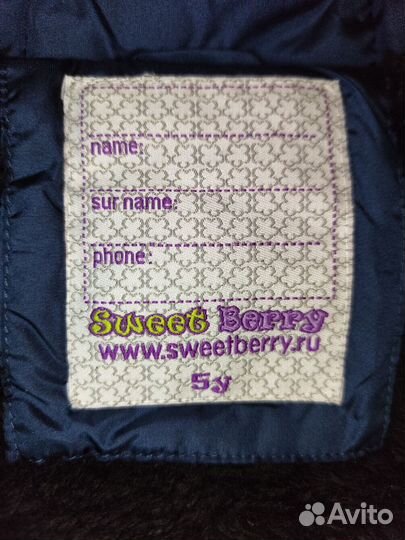 name:
sur name:
phone:
Sweet Berry
www.sweetberry.ru
5y
Avito